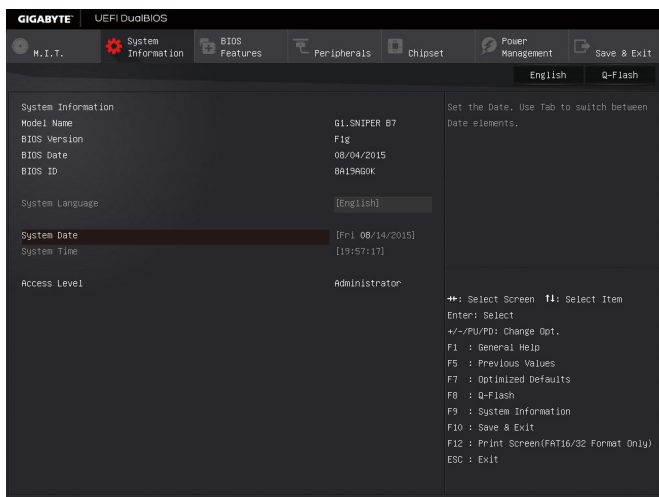 GIGABYTE™ UEFI DualBIOS
M.I.T.
System Information
BIOS Features
Peripherals
Chipset
Power Management
Save & Exit
English Q-Flash
System Information
Model Name G1.SNIPER B7
BIOS Version F1g
BIOS Date 08/04/2015
BIOS ID 8A19AG0K
System Language [English]
System Date [Fri 08/14/2015]
System Time [19:57:17]
Access Level Administrator
Set the Date. Use Tab to switch between
Date elements.
→←: Select Screen ↑↓: Select Item
Enter: Select
+/-/PU/PD: Change Opt.
F1 : General Help
F5 : Previous Values
F7 : Optimized Defaults
F8 : Q-Flash
F9 : System Information
F10 : Save & Exit
F12 : Print Screen(FAT16/32 Format Only)
ESC : Exit